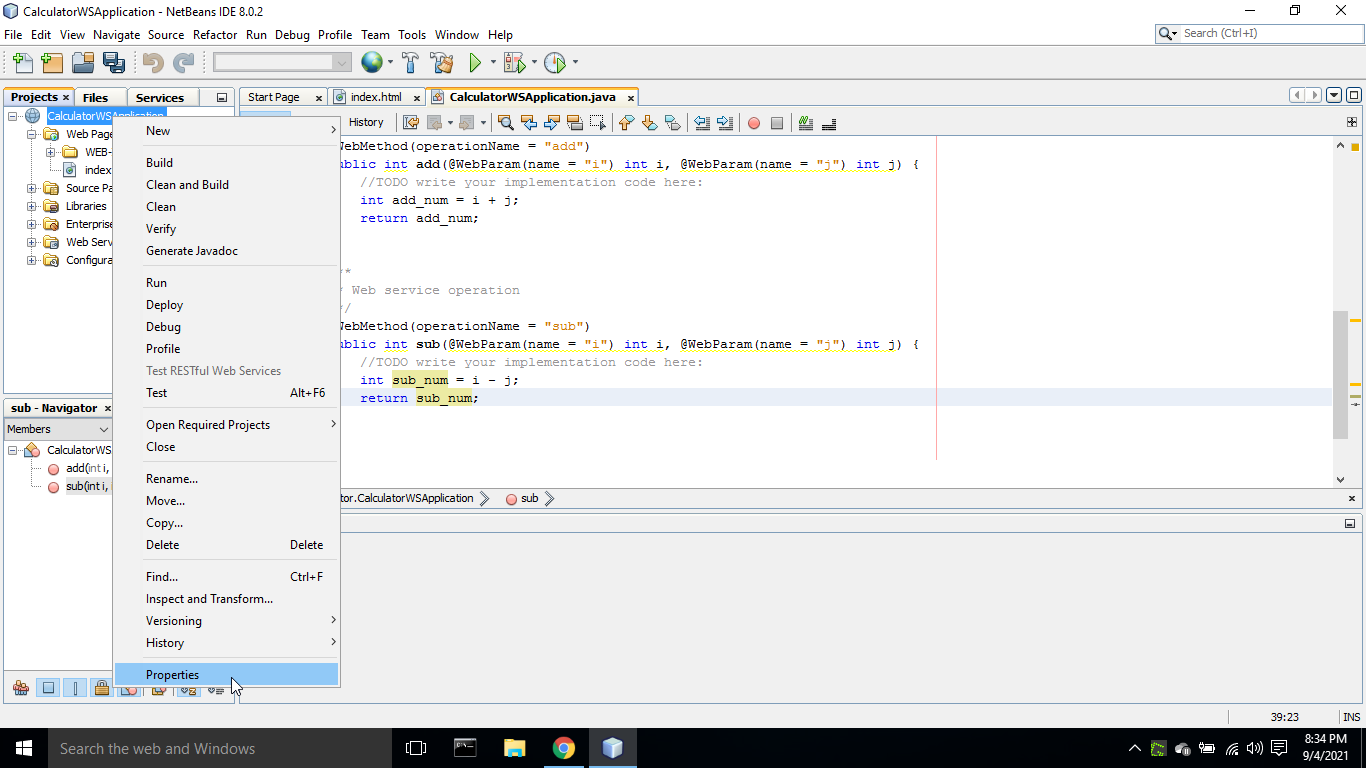 CalculatorWSApplication - NetBeans IDE 8.0.2
File Edit View Navigate Source Refactor Run Debug Profile Team Tools Window Help
Search (Ctrl+I)
Projects Files Services
Start Page index.html CalculatorWSApplication.java
CalculatorWSApplication
Web Page
WEB-
index
Source Pa
Libraries
Enterprise
Web Serv
Configura
New
Build
Clean and Build
Clean
Verify
Generate Javadoc
Run
Deploy
Debug
Profile
Test RESTful Web Services
Test Alt+F6
Open Required Projects
Close
Rename...
Move...
Copy...
Delete Delete
Find... Ctrl+F
Inspect and Transform...
Versioning
History
Properties
History
WebMethod(operationName = "add")
ublic int add(@WebParam(name = "i") int i, @WebParam(name = "j") int j) {
//TODO write your implementation code here:
int add_num = i + j;
return add_num;
**
* Web service operation
*/
WebMethod(operationName = "sub")
ublic int sub(@WebParam(name = "i") int i, @WebParam(name = "j") int j) {
//TODO write your implementation code here:
int sub_num = i - j;
return sub_num;
tor.CalculatorWSApplication sub
sub - Navigator
Members
CalculatorWS
add(int i,
sub(int i,
39:23 INS
Search the web and Windows
8:34 PM
9/4/2021